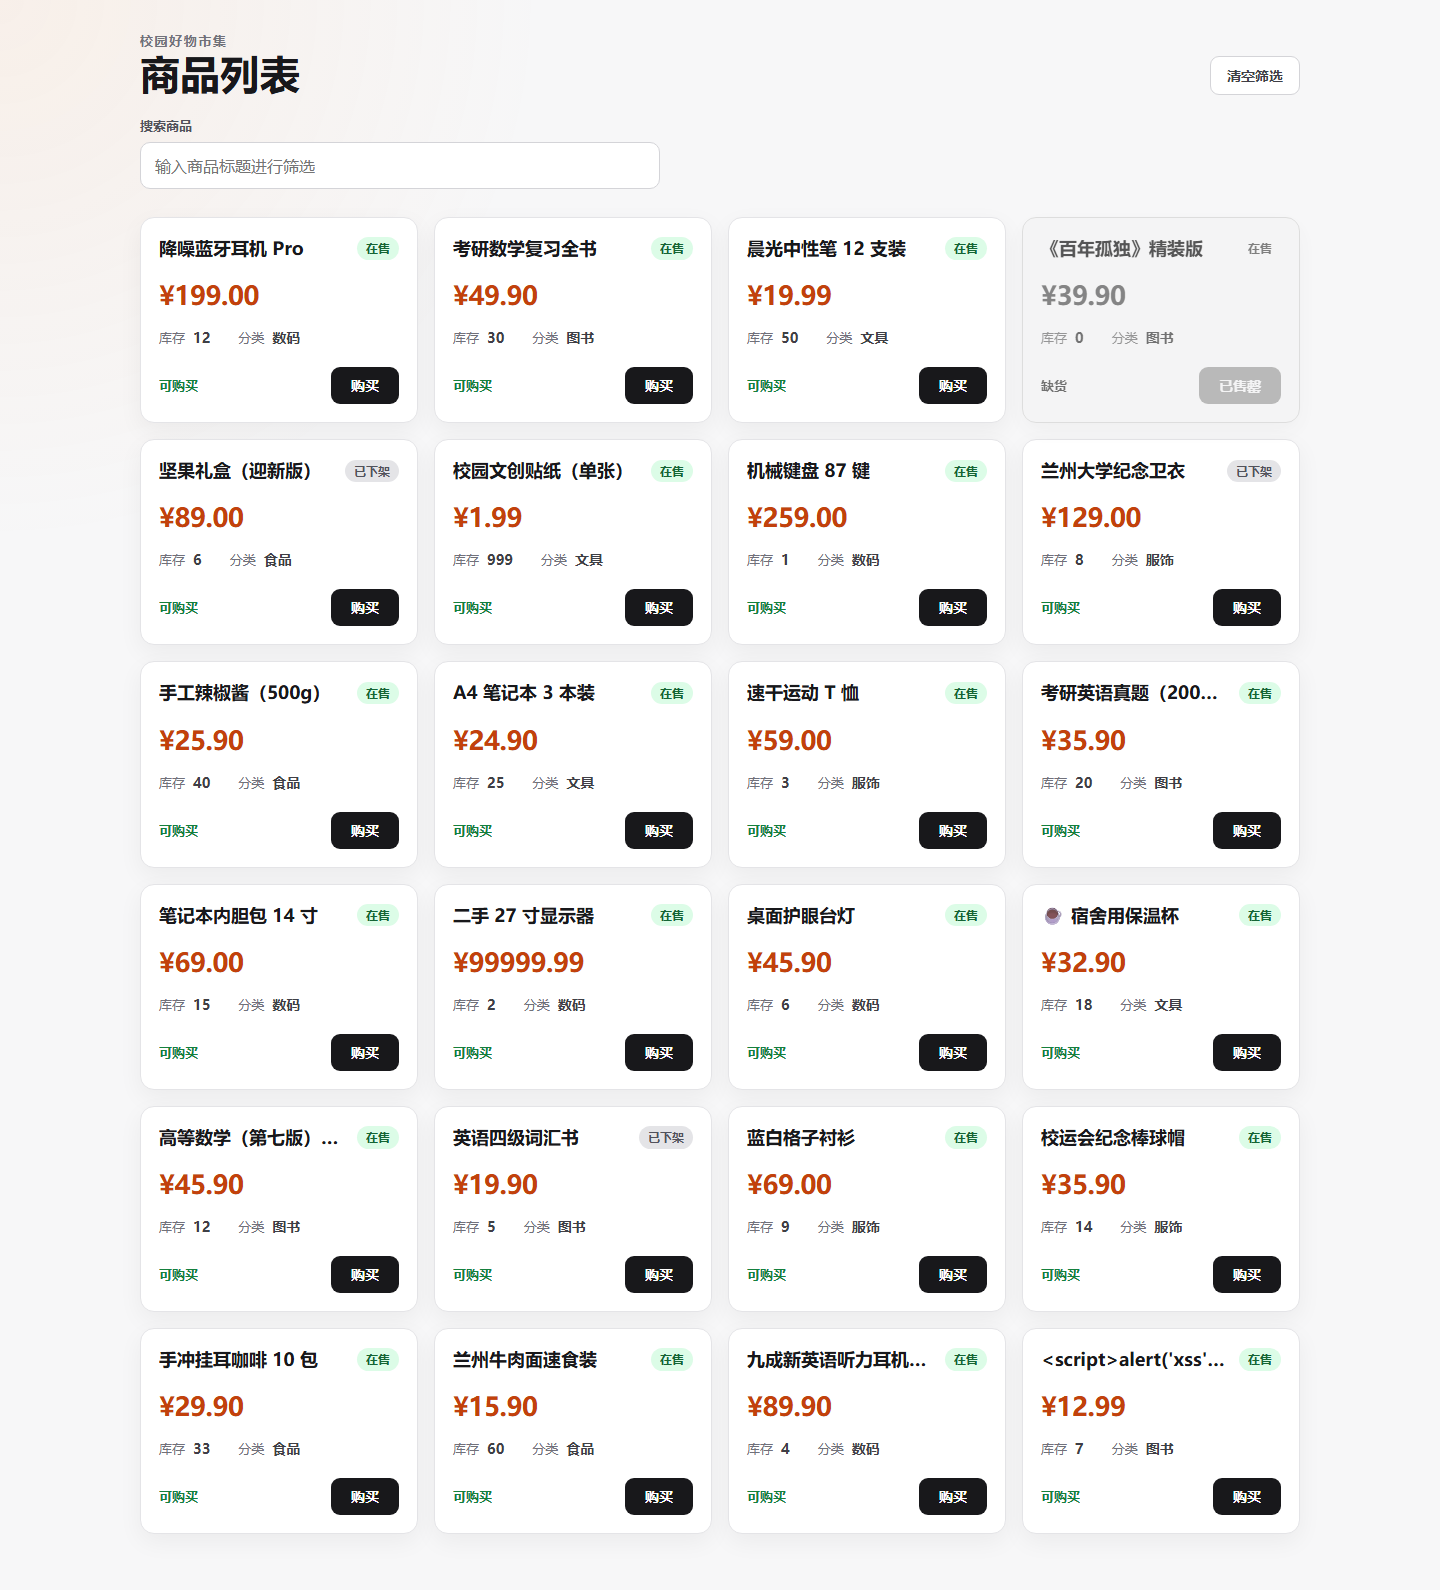 校园好物市集
商品列表
清空筛选
搜索商品
输入商品标题进行筛选
降噪蓝牙耳机 Pro
在售
¥199.00
库存 12 分类 数码
可购买
购买
考研数学复习全书
在售
¥49.90
库存 30 分类 图书
可购买
购买
晨光中性笔 12 支装
在售
¥19.99
库存 50 分类 文具
可购买
购买
《百年孤独》精装版
在售
¥39.90
库存 0 分类 图书
缺货
已售罄
坚果礼盒（迎新版）
已下架
¥89.00
库存 6 分类 食品
可购买
购买
校园文创贴纸（单张）
在售
¥1.99
库存 999 分类 文具
可购买
购买
机械键盘 87 键
在售
¥259.00
库存 1 分类 数码
可购买
购买
兰州大学纪念卫衣
已下架
¥129.00
库存 8 分类 服饰
可购买
购买
手工辣椒酱（500g）
在售
¥25.90
库存 40 分类 食品
可购买
购买
A4 笔记本 3 本装
在售
¥24.90
库存 25 分类 文具
可购买
购买
速干运动 T 恤
在售
¥59.00
库存 3 分类 服饰
可购买
购买
考研英语真题（200...
在售
¥35.90
库存 20 分类 图书
可购买
购买
笔记本内胆包 14 寸
在售
¥69.00
库存 15 分类 数码
可购买
购买
二手 27 寸显示器
在售
¥99999.99
库存 2 分类 数码
可购买
购买
桌面护眼台灯
在售
¥45.90
库存 6 分类 数码
可购买
购买
宿舍用保温杯
在售
¥32.90
库存 18 分类 文具
可购买
购买
高等数学（第七版）...
在售
¥45.90
库存 12 分类 图书
可购买
购买
英语四级词汇书
已下架
¥19.90
库存 5 分类 图书
可购买
购买
蓝白格子衬衫
在售
¥69.00
库存 9 分类 服饰
可购买
购买
校运会纪念棒球帽
在售
¥35.90
库存 14 分类 服饰
可购买
购买
手冲挂耳咖啡 10 包
在售
¥29.90
库存 33 分类 食品
可购买
购买
兰州牛肉面速食装
在售
¥15.90
库存 60 分类 食品
可购买
购买
九成新英语听力耳机...
在售
¥89.90
库存 4 分类 数码
可购买
购买
&lt;script&gt;alert('xss'...
在售
¥12.99
库存 7 分类 图书
可购买
购买